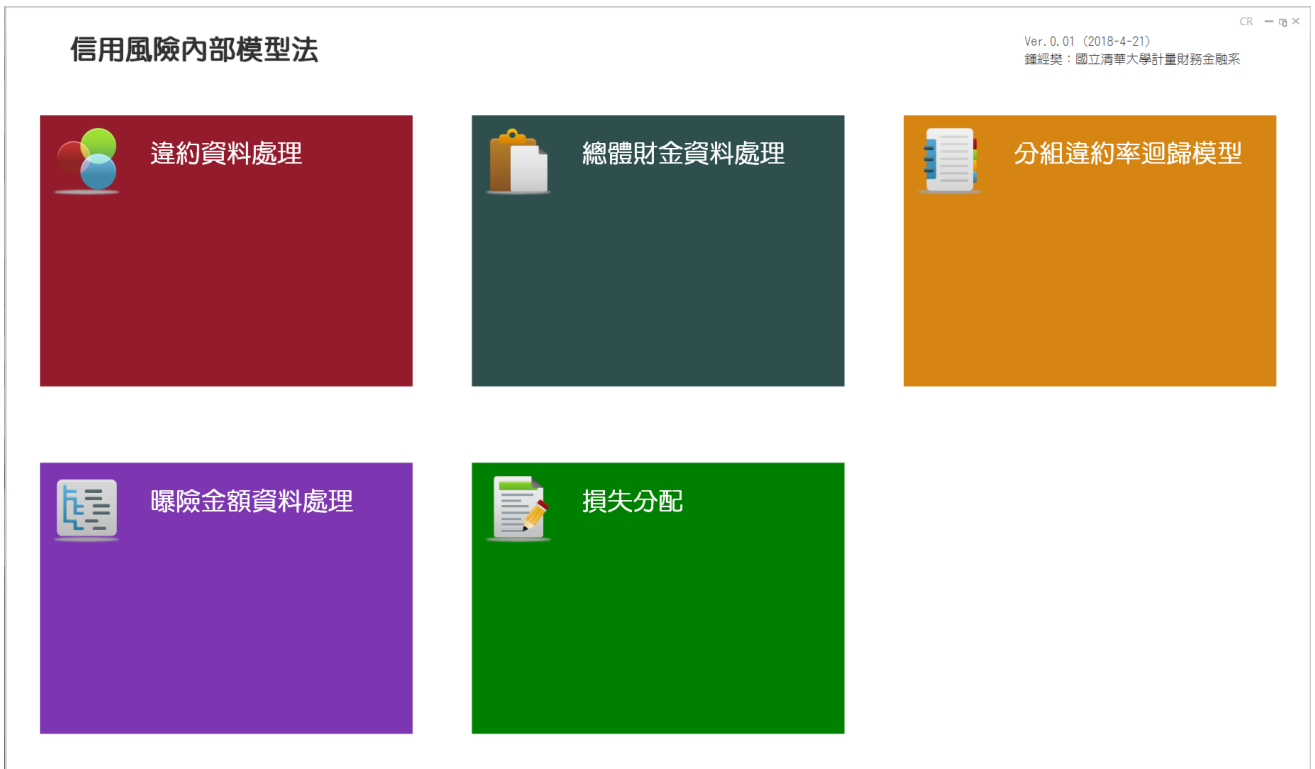 CR
信用風險內部模型法
Ver.0.01 (2018-4-21)
鍾經樊：國立清華大學計量財務金融系
違約資料處理
總體財金資料處理
分組違約率迴歸模型
曝險金額資料處理
損失分配